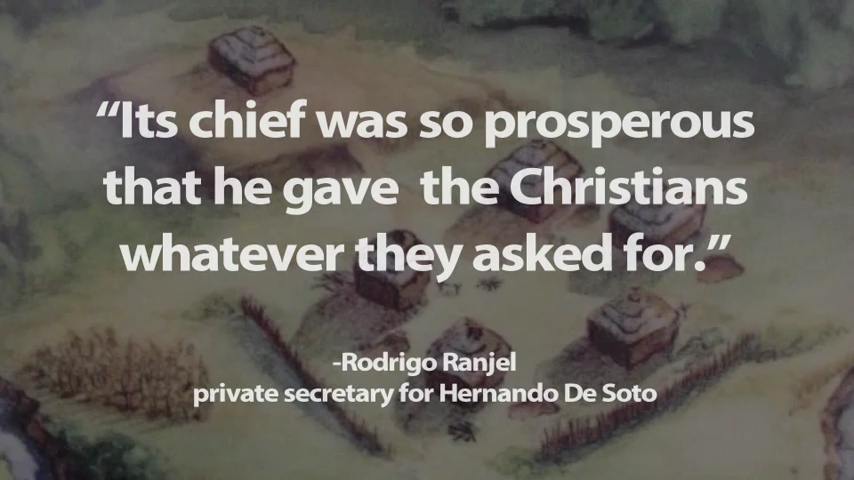 “Its chief was so prosperous
that he gave  the Christians
whatever they asked for.”
-Rodrigo Ranjel
private secretary for Hernando De Soto